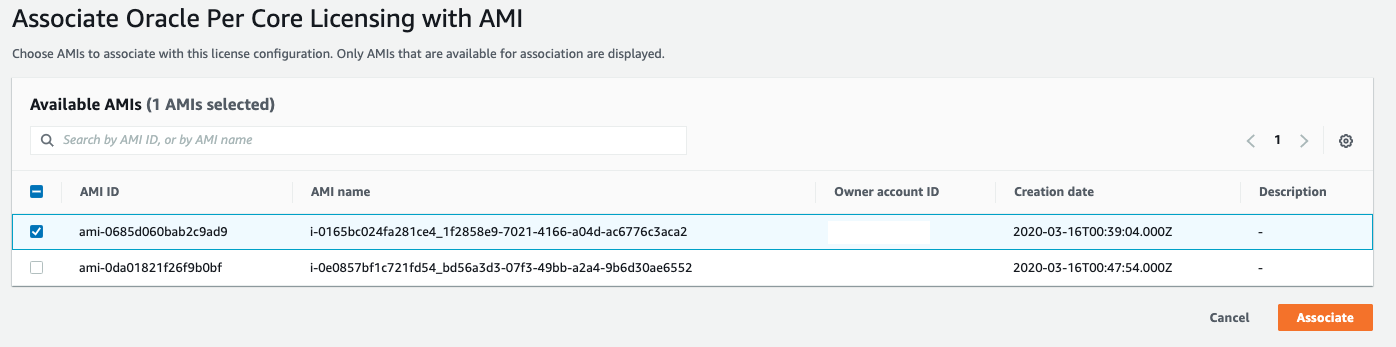 Associate Oracle Per Core Licensing with AMI
Choose AMIs to associate with this license configuration. Only AMIs that are available for association are displayed.
Available AMIs (1 AMIs selected)
Search by AMI ID, or by AMI name
1
AMI ID AMI name Owner account ID Creation date Description
ami-0685d060bab2c9ad9 i-0165bc024fa281ce4_1f2858e9-7021-4166-a04d-ac6776c3aca2 2020-03-16T00:39:04.000Z -
ami-0da01821f26f9b0bf i-0e0857bf1c721fd54_bd56a3d3-07f3-49bb-a2a4-9b6d30ae6552 2020-03-16T00:47:54.000Z -
Cancel Associate